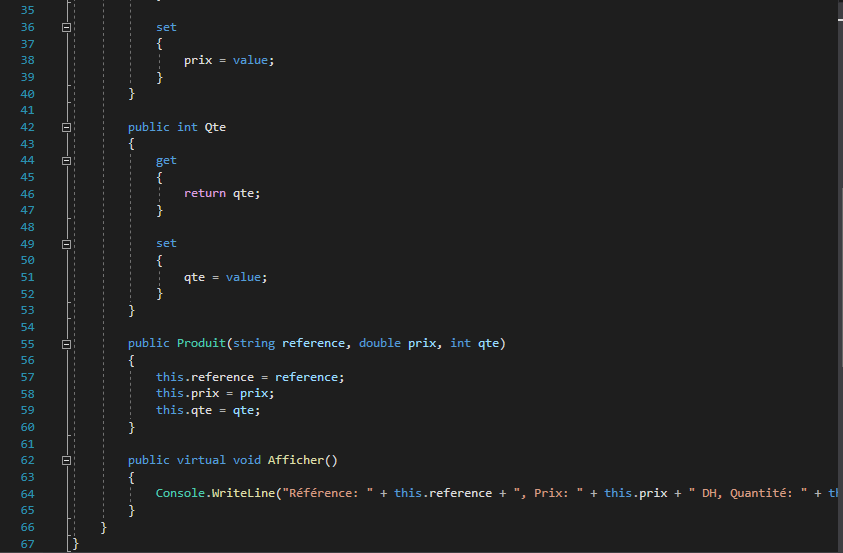 35
36 set
37 {
38 prix = value;
39 }
40 }
41
42 public int Qte
43 {
44 get
45 {
46 return qte;
47 }
48
49 set
50 {
51 qte = value;
52 }
53 }
54
55 public Produit(string reference, double prix, int qte)
56 {
57 this.reference = reference;
58 this.prix = prix;
59 this.qte = qte;
60 }
61
62 public virtual void Afficher()
63 {
64 Console.WriteLine("Référence: " + this.reference + ", Prix: " + this.prix + " DH, Quantité: " +
65 }
66 }
67 }